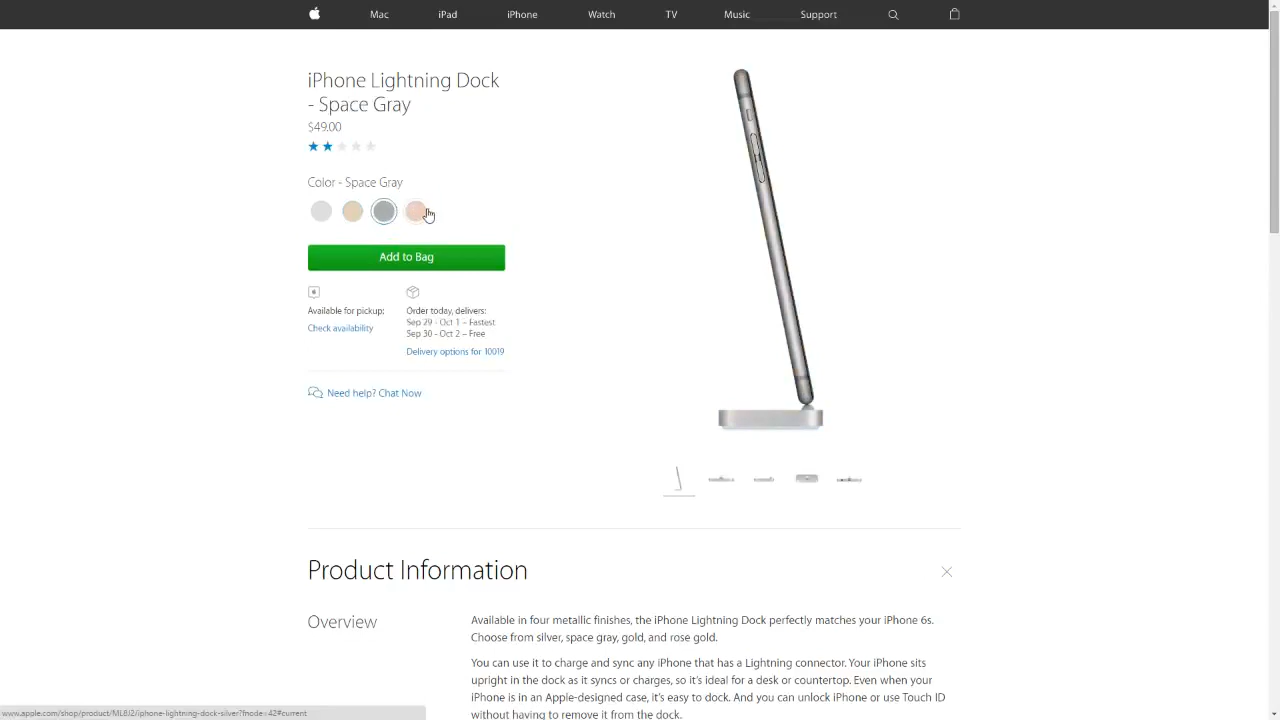 Mac iPad iPhone Watch TV Music Support
iPhone Lightning Dock
- Space Gray
$49.00
Color - Space Gray
Add to Bag
Available for pickup:
Check availability
Order today, delivers:
Sep 29 - Oct 1 – Fastest
Sep 30 - Oct 2 – Free
Delivery options for 10019
Need help? Chat Now
Product Information
Overview
Available in four metallic finishes, the iPhone Lightning Dock perfectly matches your iPhone 6s.
Choose from silver, space gray, gold, and rose gold.
You can use it to charge and sync any iPhone that has a Lightning connector. Your iPhone sits
upright in the dock as it syncs or charges, so it's ideal for a desk or countertop. Even when your
iPhone is in an Apple-designed case, it's easy to dock. And you can unlock iPhone or use Touch ID
without having to remove it from the dock.